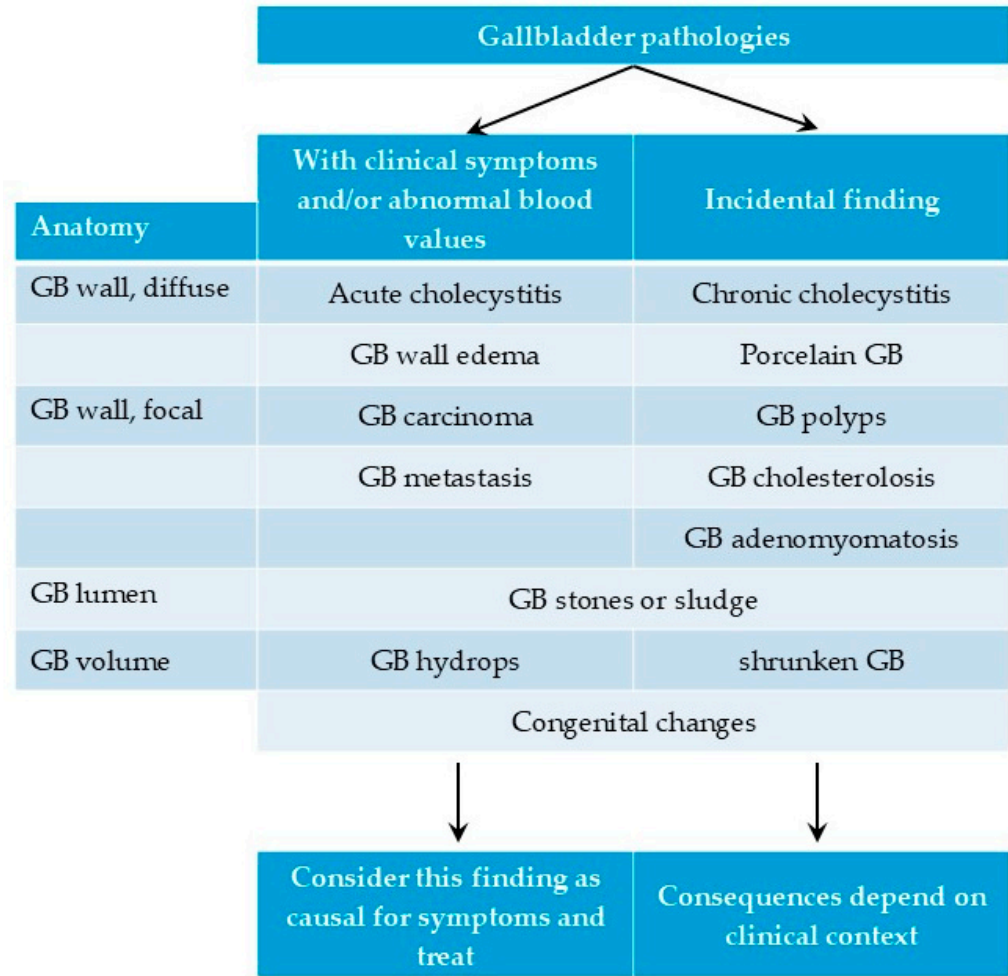 Gallbladder pathologies
With clinical symptoms
and/or abnormal blood
values
Incidental finding
Anatomy
GB wall, diffuse
Acute cholecystitis
Chronic cholecystitis
GB wall edema
Porcelain GB
GB wall, focal
GB carcinoma
GB polyps
GB metastasis
GB cholesterolosis
GB adenomyomatosis
GB lumen
GB stones or sludge
GB volume
GB hydrops
shrunken GB
Congenital changes
Consider this finding as
causal for symptoms and
treat
Consequences depend on
clinical context